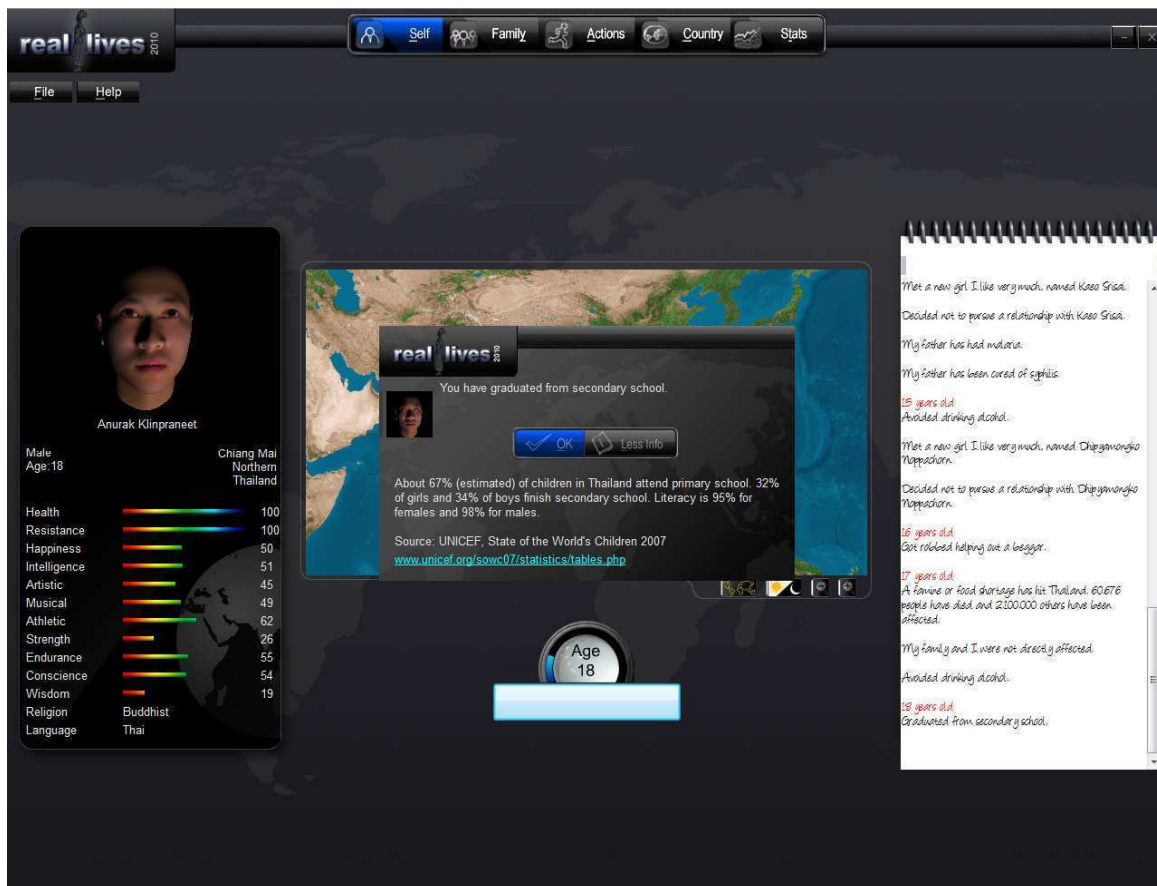 real lives 2010
Self
Family
Actions
Country
Stats
File
Help
Anurak Klinpraneet
Male
Age:18
Chiang Mai
Northern
Thailand
Health 100
Resistance 100
Happiness 50
Intelligence 51
Artistic 45
Musical 49
Athletic 62
Strength 26
Endurance 55
Conscience 54
Wisdom 19
Religion Buddhist
Language Thai
real lives 2010
You have graduated from secondary school.
OK
Less Info
About 67% (estimated) of children in Thailand attend primary school. 32%
of girls and 34% of boys finish secondary school. Literacy is 95% for
females and 98% for males.
Source: UNICEF, State of the World's Children 2007
www.unicef.org/sowc07/statistics/tables.php
Age
18
Met a new girl I like very much, named Kaeo Srisai.
Decided not to pursue a relationship with Kaeo Srisai.
My father has had malaria.
My father has been cured of syphilis.
15 years old
Avoided drinking alcohol.
Met a new girl I like very much, named Dhipyamongko
Noppachorn.
Decided not to pursue a relationship with Dhipyamongko
Noppachorn.
16 years old
Got robbed helping out a beggar.
17 years old
A famine or food shortage has hit Thailand. 60,676
people have died and 2,100,000 others have been
affected.
My family and I were not directly affected.
Avoided drinking alcohol.
18 years old
Graduated from secondary school.